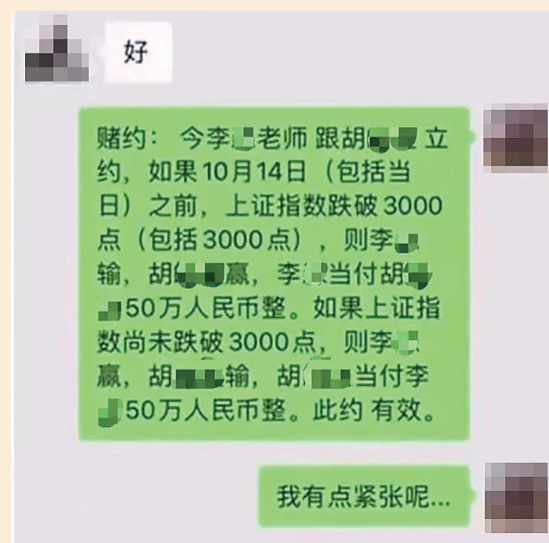 好
赌约： 今李老师 跟胡 立
约，如果10月14日（包括当
日）之前，上证指数跌破3000
点（包括3000点），则李
输，胡赢，李当付胡
50万人民币整。如果上证指
数尚未跌破3000点，则李
赢，胡输，胡当付李
50万人民币整。此约 有效。
我有点紧张呢...